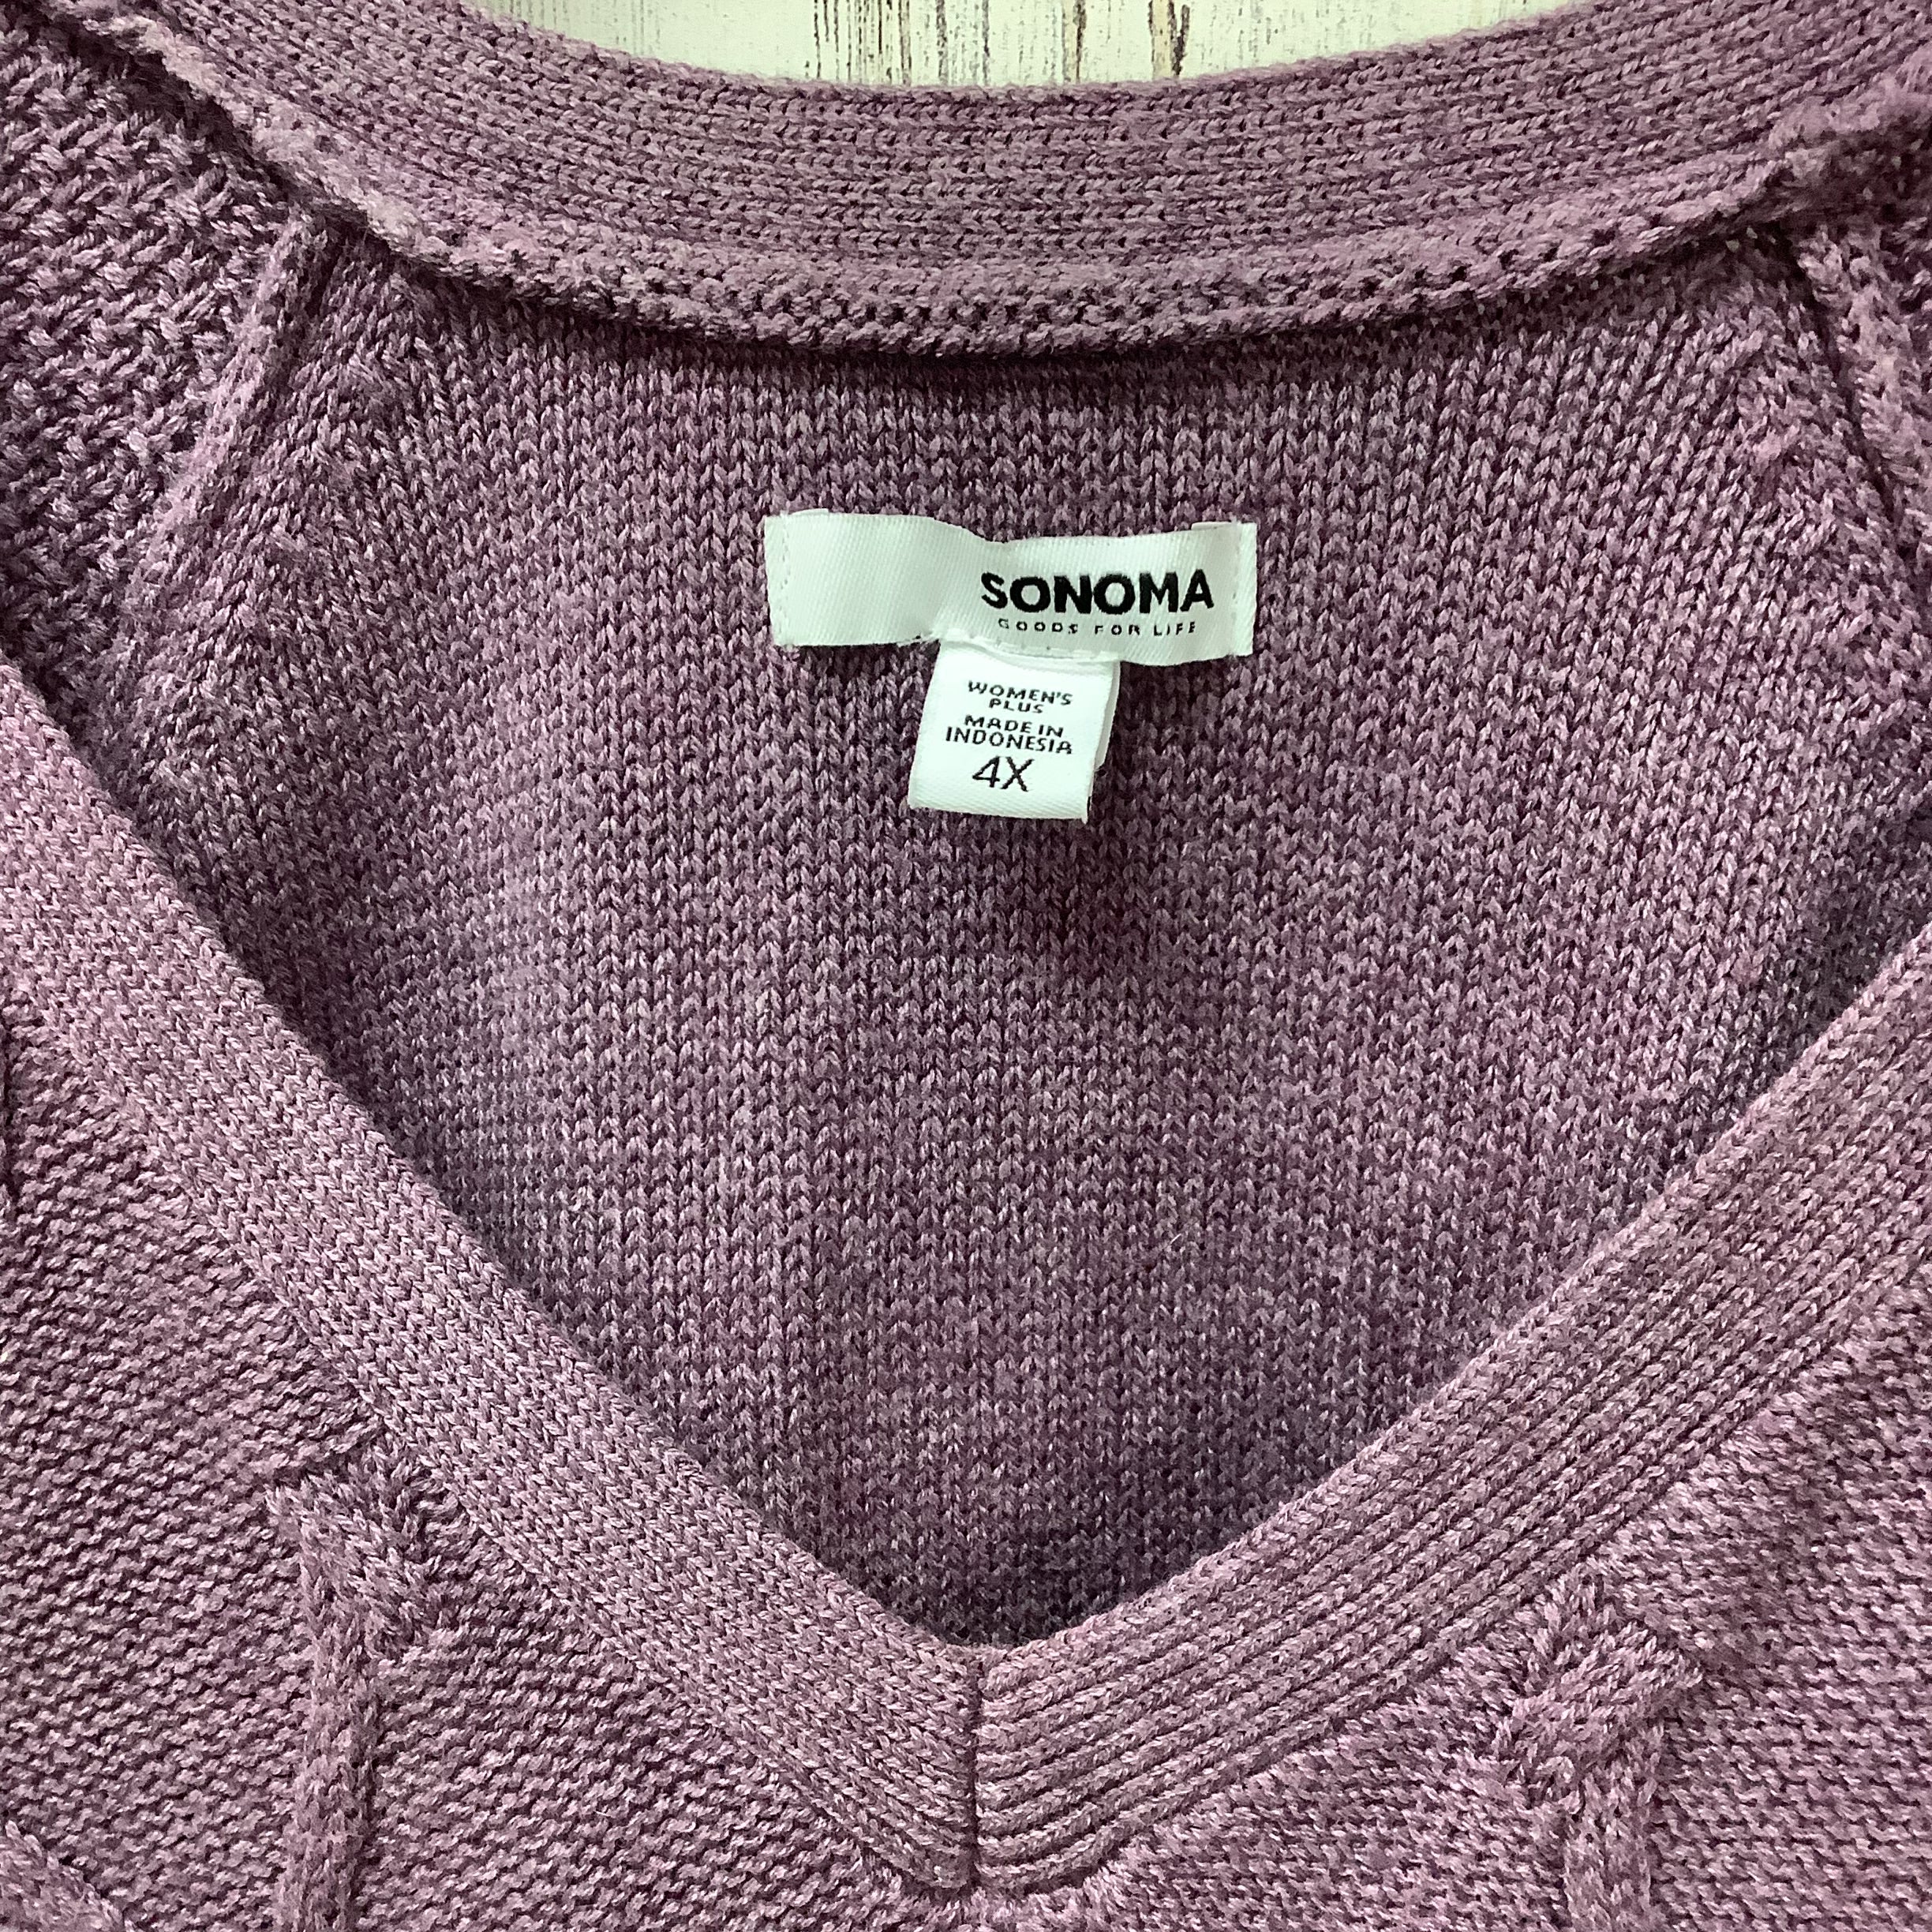 SONOMA
GOODS FOR LIFE
WOMEN'S
PLUS
MADE IN
INDONESIA
4X